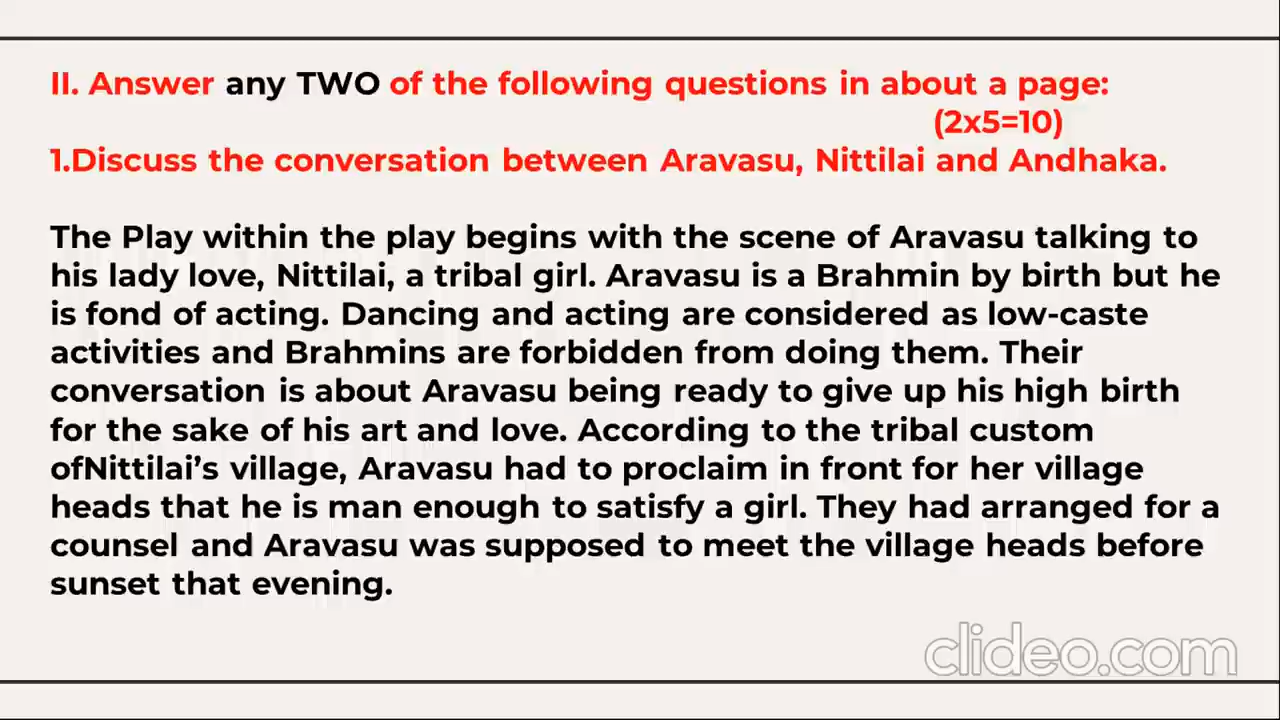 II. Answer any TWO of the following questions in about a page:
(2x5=10)
1.Discuss the conversation between Aravasu, Nittilai and Andhaka.
The Play within the play begins with the scene of Aravasu talking to
his lady love, Nittilai, a tribal girl. Aravasu is a Brahmin by birth but he
is fond of acting. Dancing and acting are considered as low-caste
activities and Brahmins are forbidden from doing them. Their
conversation is about Aravasu being ready to give up his high birth
for the sake of his art and love. According to the tribal custom
ofNittilai’s village, Aravasu had to proclaim in front for her village
heads that he is man enough to satisfy a girl. They had arranged for a
counsel and Aravasu was supposed to meet the village heads before
sunset that evening.
clideo.com